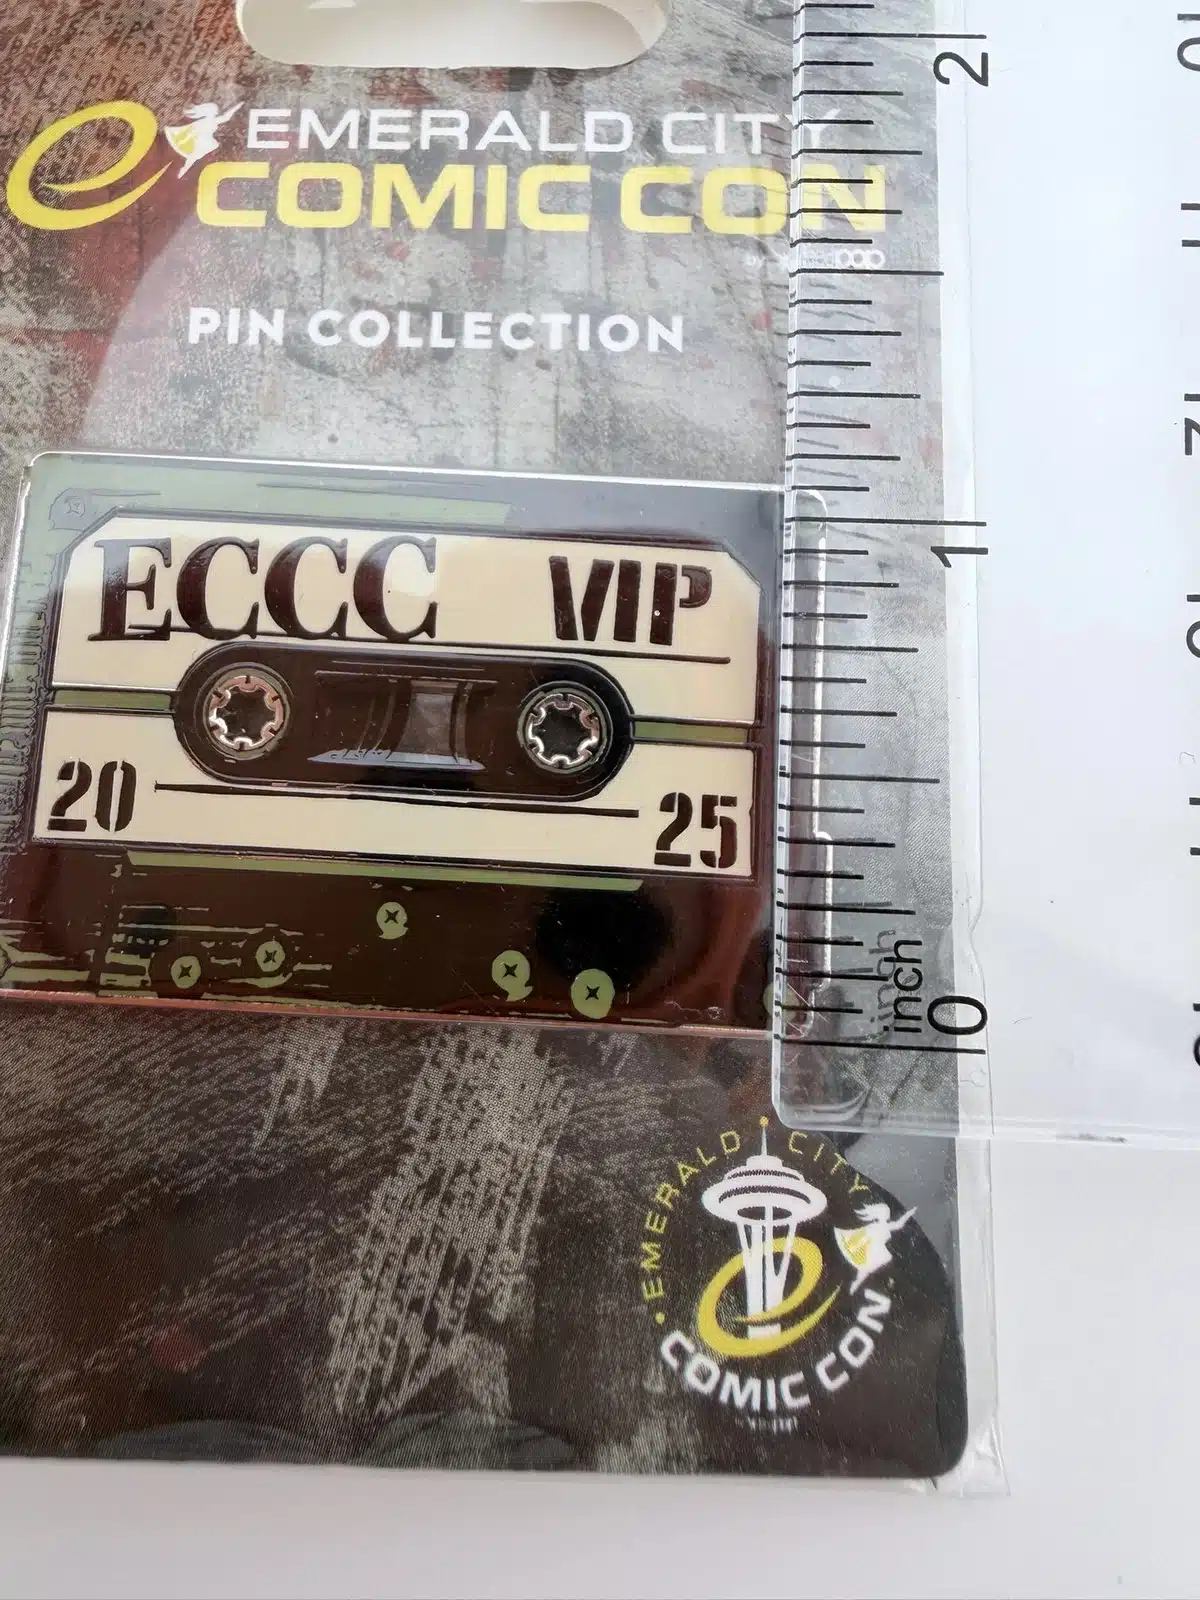 EMERALD CITY
COMIC CON
PIN COLLECTION
ECCC VIP
20 25
2
1
0
inch
EMERALD CITY
COMIC CON